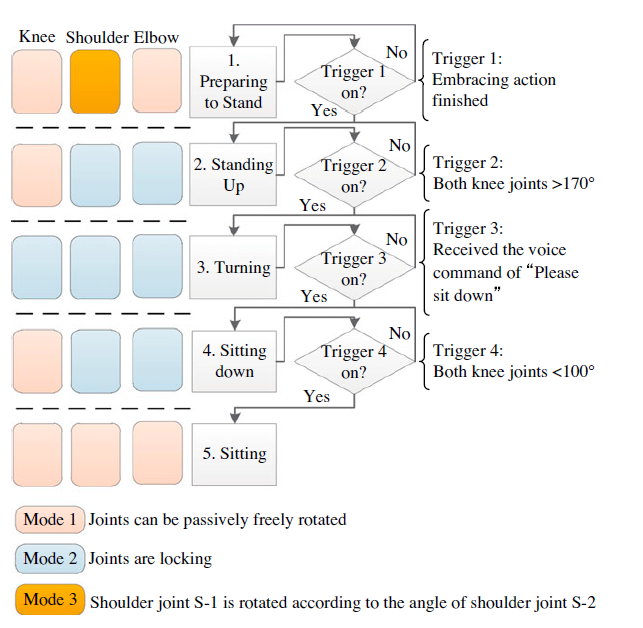 Knee Shoulder Elbow
1.
Preparing
to Stand
Trigger 1
on?
No
Yes
Trigger 1:
Embracing action
finished
2. Standing
Up
Trigger 2
on?
No
Yes
Trigger 2:
Both knee joints >170°
3. Turning
Trigger 3
on?
No
Yes
Trigger 3:
Received the voice
command of “Please
sit down”
4. Sitting
down
Trigger 4
on?
No
Yes
Trigger 4:
Both knee joints <100°
5. Sitting
Mode 1 Joints can be passively freely rotated
Mode 2 Joints are locking
Mode 3 Shoulder joint S-1 is rotated according to the angle of shoulder joint S-2